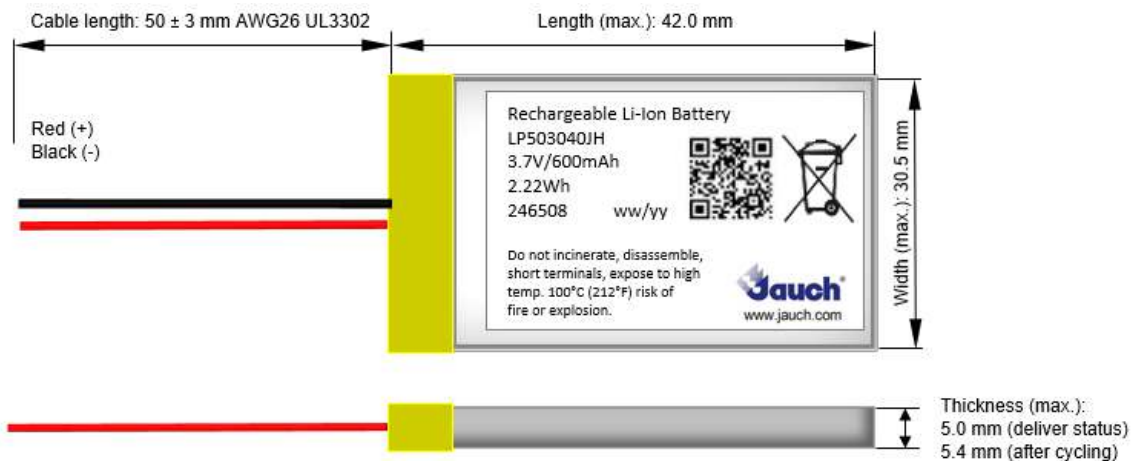 Cable length: 50 ± 3 mm AWG26 UL3302
Length (max.): 42.0 mm
Red (+)
Black (-)
Rechargeable Li-Ion Battery
LP503040JH
3.7V/600mAh
2.22Wh
246508 ww/yy
Do not incinerate, disassemble,
short terminals, expose to high
temp. 100°C (212°F) risk of
fire or explosion.
Jauch®
www.jauch.com
Width (max.): 30.5 mm
Thickness (max.):
5.0 mm (deliver status)
5.4 mm (after cycling)